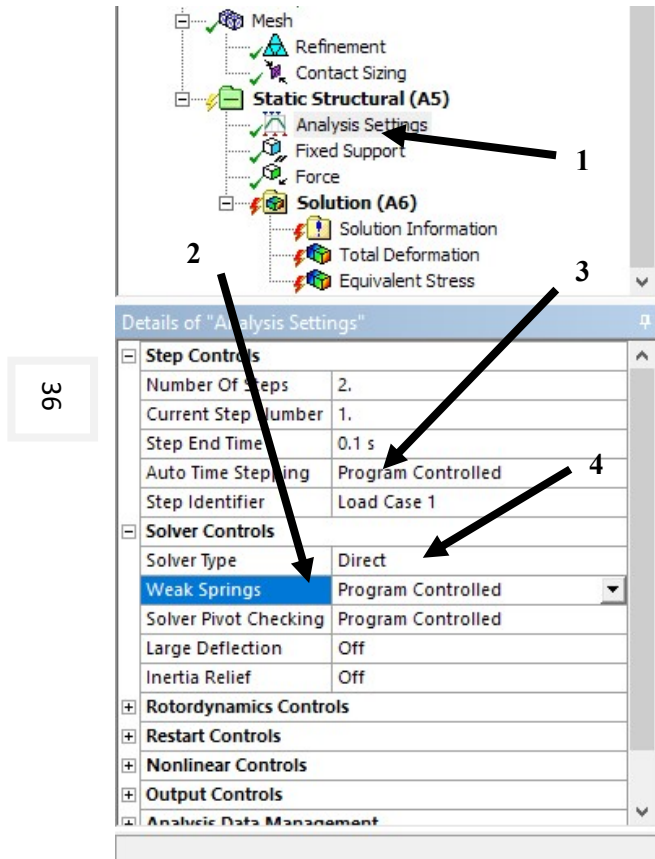 Mesh
Refinement
Contact Sizing
Static Structural (A5)
Analysis Settings
1
Fixed Support
Force
Solution (A6)
Solution Information
2
Total Deformation
3
Equivalent Stress
Details of "Analysis Settings"
36
Step Controls
Number Of Steps 2.
Current Step Number 1.
Step End Time 0.1 s
Auto Time Stepping Program Controlled
4
Step Identifier Load Case 1
Solver Controls
Solver Type Direct
Weak Springs Program Controlled
Solver Pivot Checking Program Controlled
Large Deflection Off
Inertia Relief Off
Rotordynamics Controls
Restart Controls
Nonlinear Controls
Output Controls
Analysis Data Management